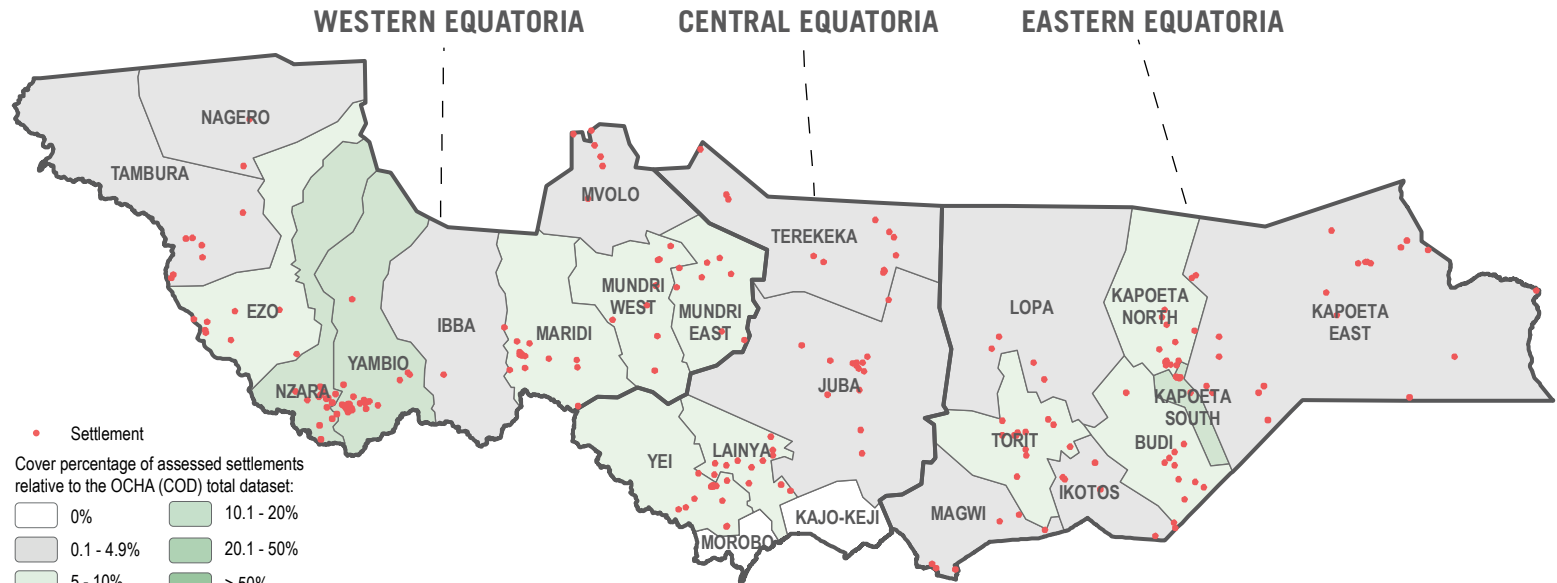 WESTERN EQUATORIA
CENTRAL EQUATORIA
EASTERN EQUATORIA
NAGERO
TAMBURA
MVOLO
TEREKEKA
EZO
IBBA
MARIDI
MUNDRI
WEST
MUNDRI
EAST
LOPA
KAPOETA
NORTH
KAPOETA
EAST
YAMBIO
NZARA
JUBA
KAPOETA
SOUTH
YEI
LAINYA
TORIT
BUDI
IKOTOS
MAGWI
KAJO-KEJI
MOROBO
Settlement
Cover percentage of assessed settlements
relative to the OCHA (COD) total dataset:
0%
10.1 - 20%
0.1 - 4.9%
20.1 - 50%
5 - 10%
> 50%